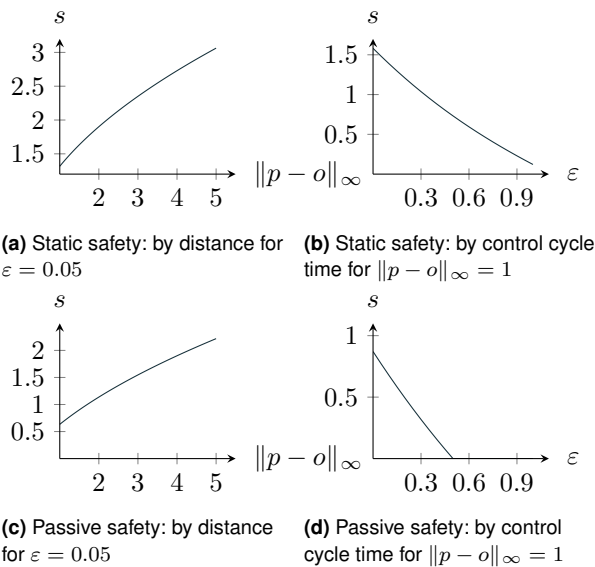 s
3
2.5
2
1.5
2 3 4 5
‖p − o‖∞
s
1.5
1
0.5
0.3 0.6 0.9
ε
(a) Static safety: by distance for
ε = 0.05
(b) Static safety: by control cycle
time for ‖p − o‖∞ = 1
s
2
1.5
1
0.5
2 3 4 5
‖p − o‖∞
s
1
0.5
0.3 0.6 0.9
ε
(c) Passive safety: by distance
for ε = 0.05
(d) Passive safety: by control
cycle time for ‖p − o‖∞ = 1